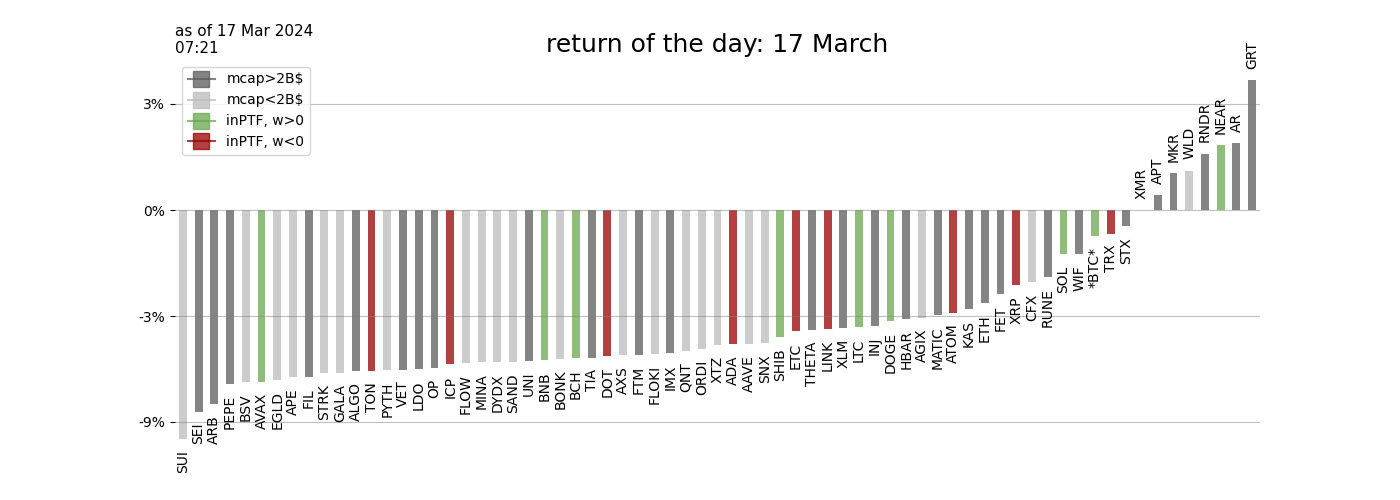 as of 17 Mar 2024
07:21
return of the day: 17 March
mcap>2B$
mcap<2B$
inPTF, w>0
inPTF, w<0
3%
0%
-3%
-9%
SUI
SEI
ARB
PEPE
BSV
AVAX
EGLD
APE
FIL
STRK
GALA
ALGO
TON
PYTH
VET
LDO
OP
ICP
FLOW
MINA
DYDX
SAND
UNI
BNB
BONK
BCH
TIA
DOT
AXS
FTM
FLOKI
IMX
QNT
ORDI
XTZ
ADA
AAVE
SNX
SHIB
ETC
THETA
LINK
XLM
LTC
INJ
DOGE
HBAR
AGIX
MATIC
ATOM
KAS
ETH
FET
XRP
CFX
RUNE
SOL
WIF
*BTC*
TRX
STX
XMR
APT
MKR
WLD
RNDR
NEAR
AR
GRT